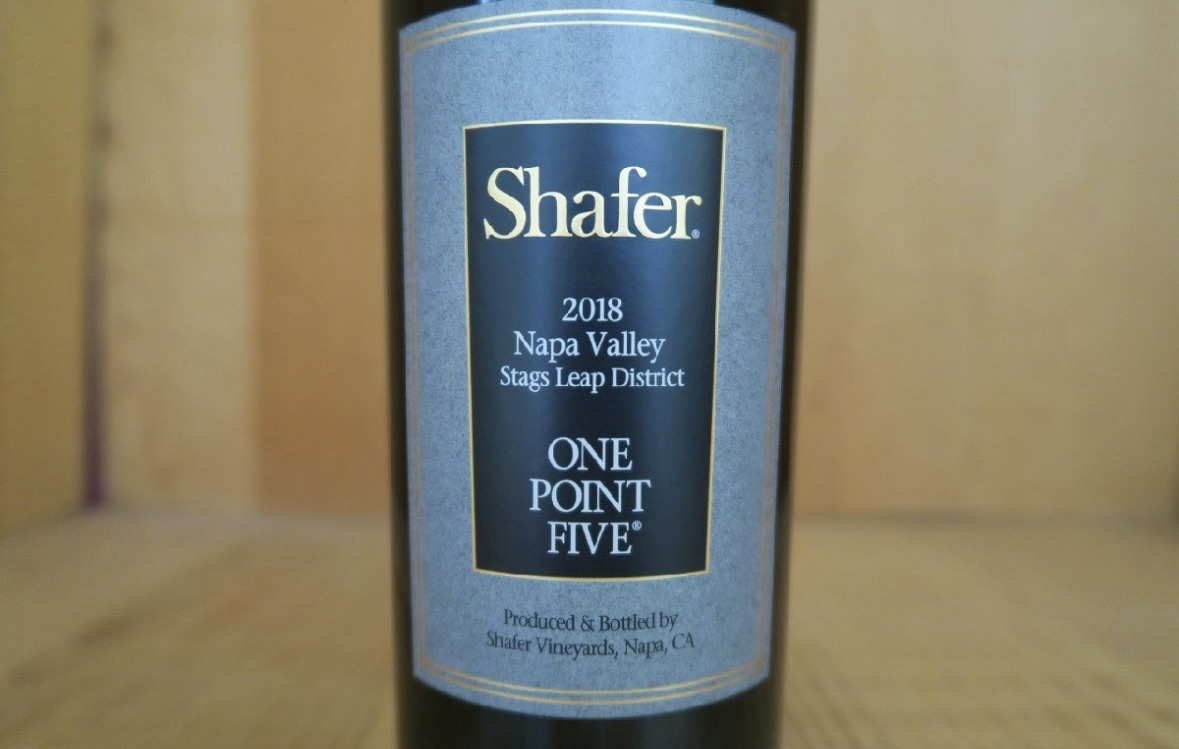 Shafer®
2018
Napa Valley
Stags Leap District
ONE
POINT
FIVE®
Produced & Bottled by
Shafer Vineyards, Napa, CA